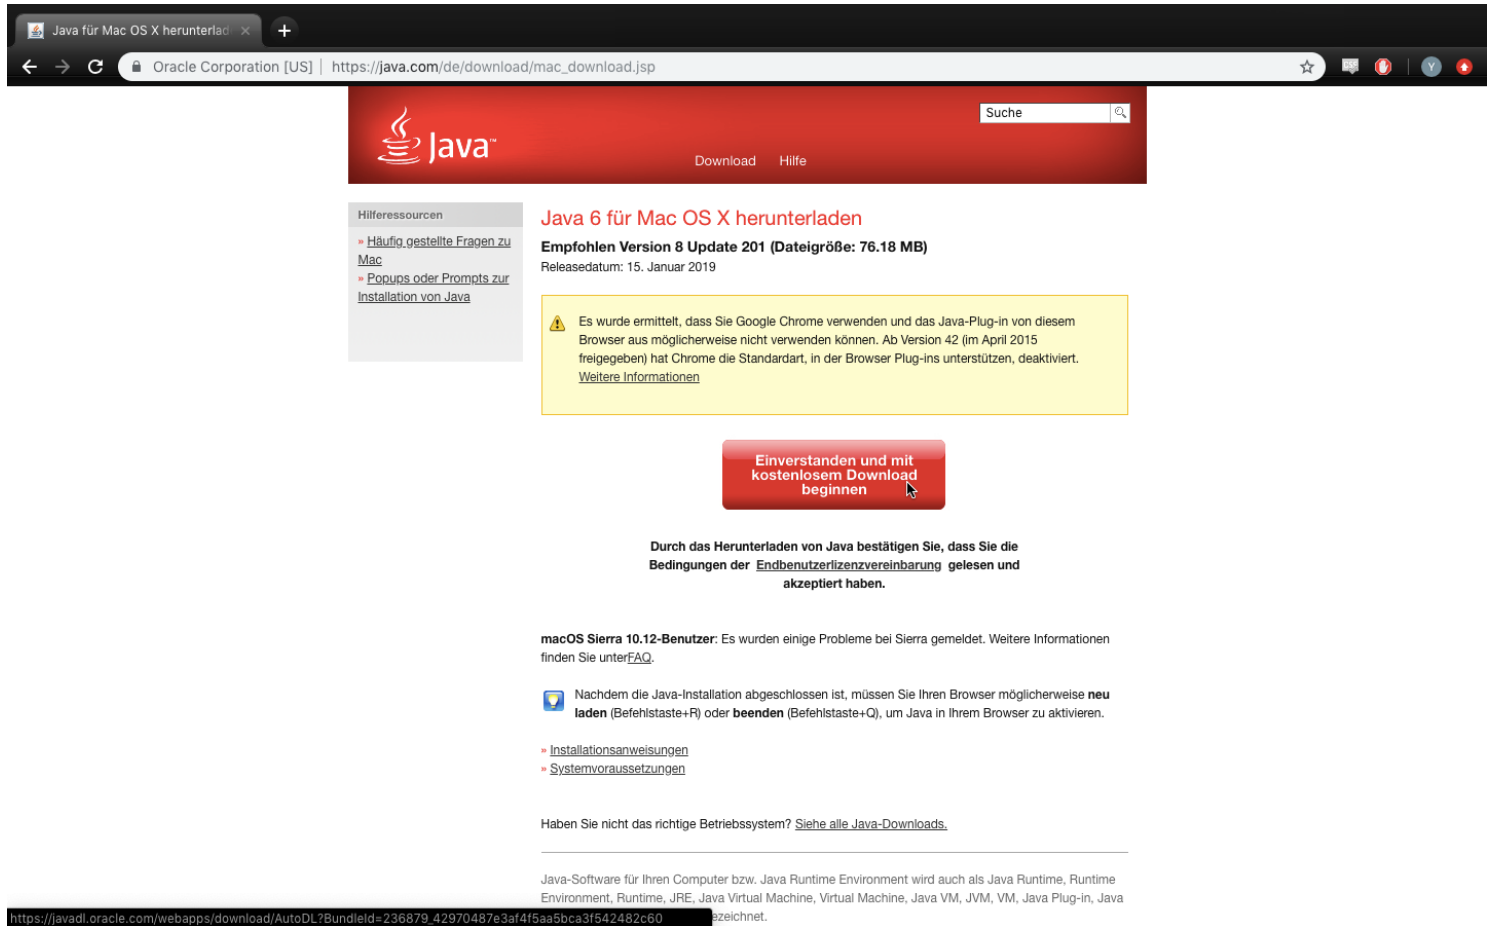 Java für Mac OS X herunterlad
Oracle Corporation [US] | https://java.com/de/download/mac_download.jsp
Y
Suche
Java™
Download Hilfe
Hilferessourcen
» Häufig gestellte Fragen zu
Mac
» Popups oder Prompts zur
Installation von Java
Java 6 für Mac OS X herunterladen
Empfohlen Version 8 Update 201 (Dateigröße: 76.18 MB)
Releasedatum: 15. Januar 2019
Es wurde ermittelt, dass Sie Google Chrome verwenden und das Java-Plug-in von diesem
Browser aus möglicherweise nicht verwenden können. Ab Version 42 (im April 2015
freigegeben) hat Chrome die Standardart, in der Browser Plug-ins unterstützen, deaktiviert.
Weitere Informationen
Einverstanden und mit
kostenlosem Download
beginnen
Durch das Herunterladen von Java bestätigen Sie, dass Sie die
Bedingungen der Endbenutzerlizenzvereinbarung gelesen und
akzeptiert haben.
macOS Sierra 10.12-Benutzer: Es wurden einige Probleme bei Sierra gemeldet. Weitere Informationen
finden Sie unterFAQ.
Nachdem die Java-Installation abgeschlossen ist, müssen Sie Ihren Browser möglicherweise neu
laden (Befehlstaste+R) oder beenden (Befehlstaste+Q), um Java in Ihrem Browser zu aktivieren.
» Installationsanweisungen
» Systemvoraussetzungen
Haben Sie nicht das richtige Betriebssystem? Siehe alle Java-Downloads.
Java-Software für Ihren Computer bzw. Java Runtime Environment wird auch als Java Runtime, Runtime
Environment, Runtime, JRE, Java Virtual Machine, Virtual Machine, Java VM, JVM, VM, Java Plug-in, Java
ezeichnet.
https://javadl.oracle.com/webapps/download/AutoDL?BundleId=236879_42970487e3af4f5aa5bca3f542482c60